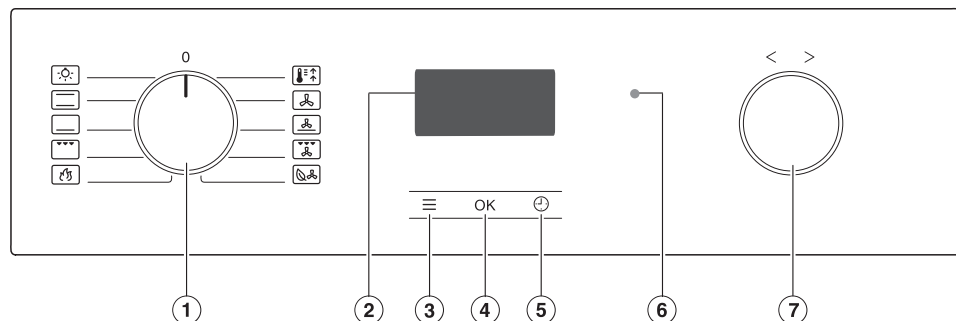 0
< >
OK
① ② ③ ④ ⑤ ⑥ ⑦